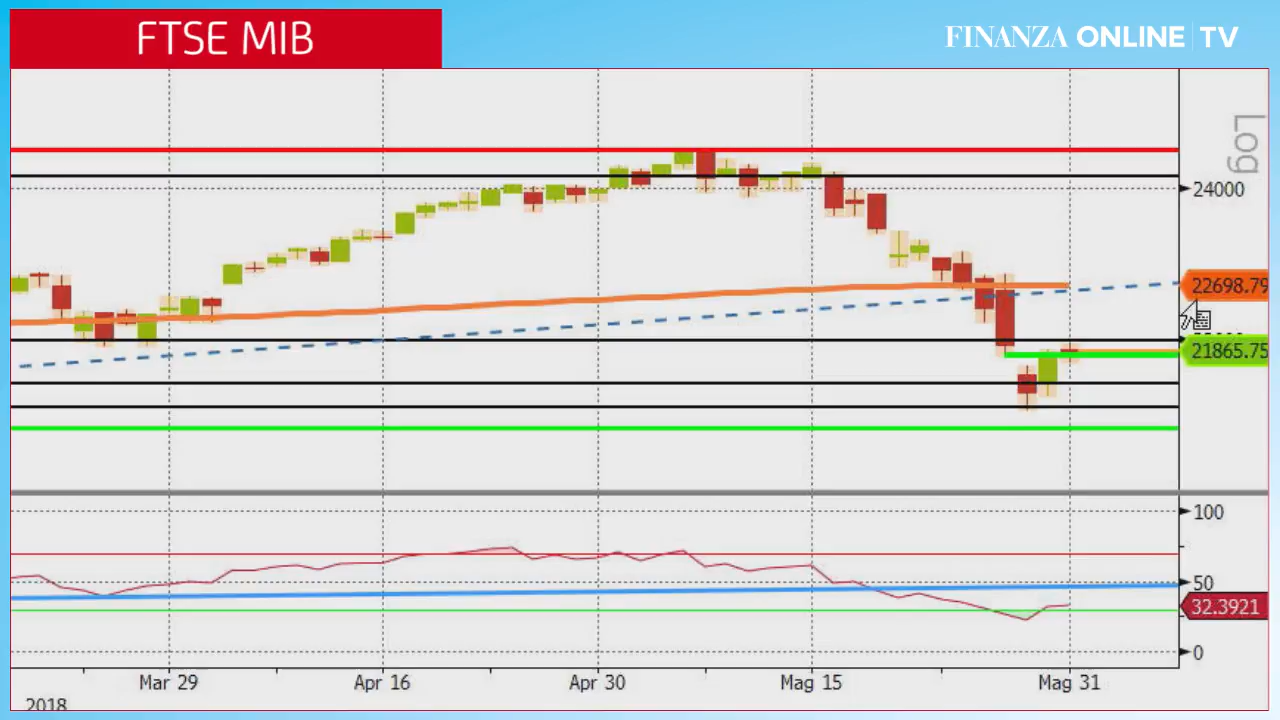 FTSE MIB
FINANZA ONLINE TV
Log
24000
22698.79
21865.75
100
50
32.3921
0
Mar 29
Apr 16
Apr 30
Mag 15
Mag 31
2018